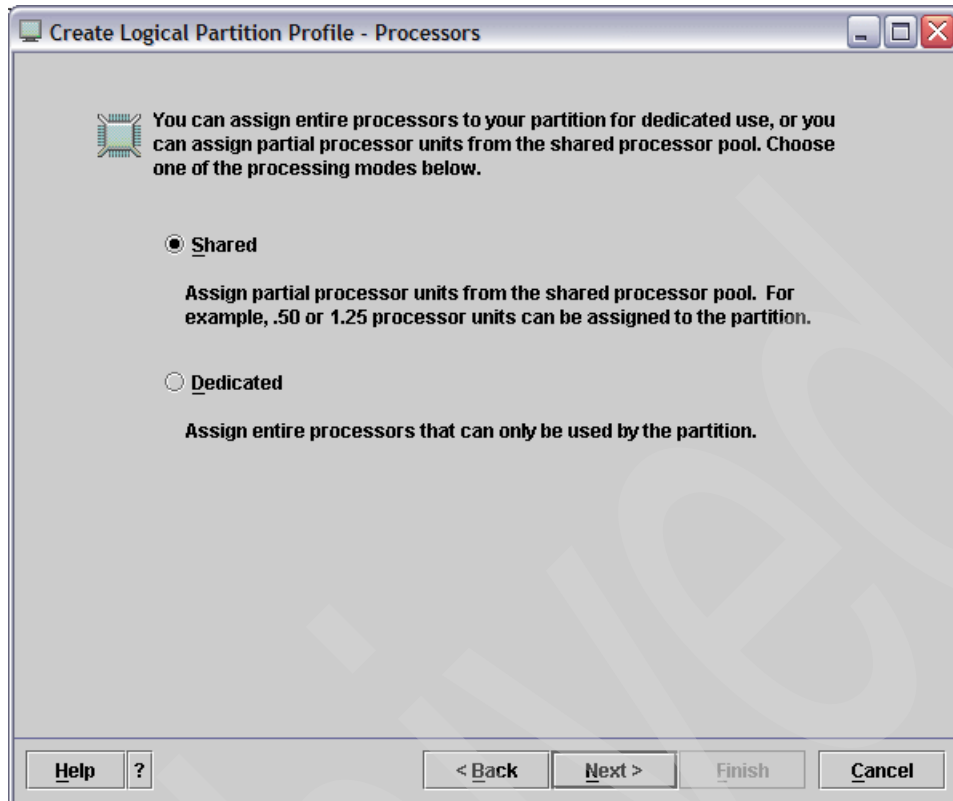 Create Logical Partition Profile - Processors
You can assign entire processors to your partition for dedicated use, or you
can assign partial processor units from the shared processor pool. Choose
one of the processing modes below.
Shared
Assign partial processor units from the shared processor pool. For
example, .50 or 1.25 processor units can be assigned to the partition.
Dedicated
Assign entire processors that can only be used by the partition.
Help ? < Back Next > Finish Cancel